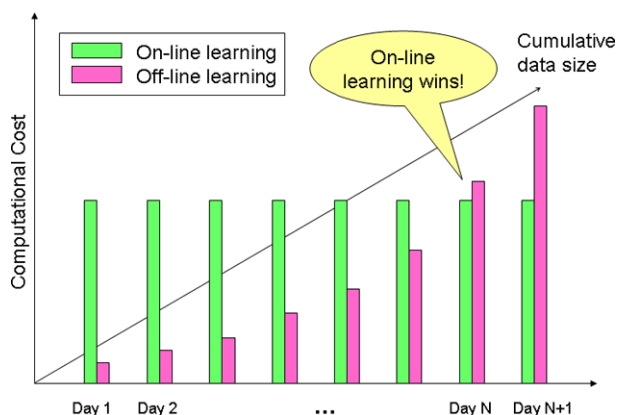 On-line learning
Off-line learning
On-line
learning wins!
Cumulative
data size
Computational Cost
Day 1
Day 2
...
Day N
Day N+1